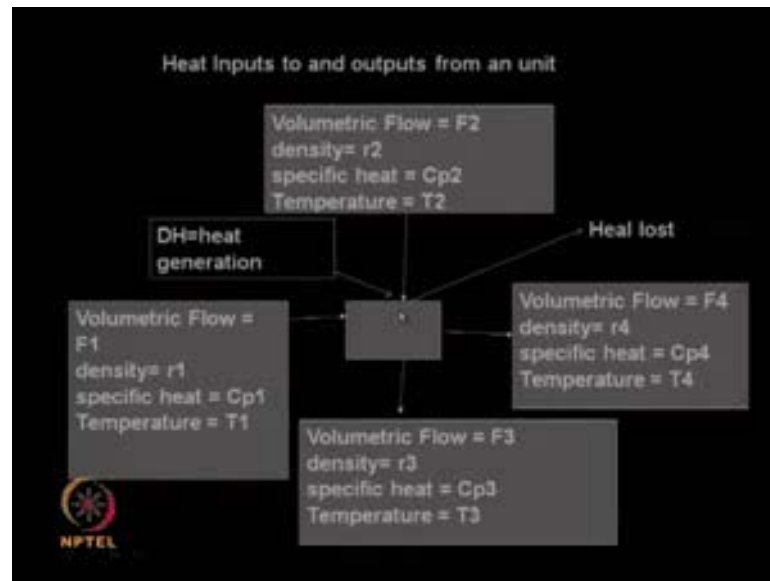 Heat Inputs to and outputs from an unit
Volumetric Flow = F2
density= r2
specific heat = Cp2
Temperature = T2
DH=heat
generation
Heal lost
Volumetric Flow =
F1
density= r1
specific heat = Cp1
Temperature = T1
Volumetric Flow = F4
density= r4
specific heat = Cp4
Temperature = T4
Volumetric Flow = F3
density= r3
specific heat = Cp3
Temperature = T3
NPTEL